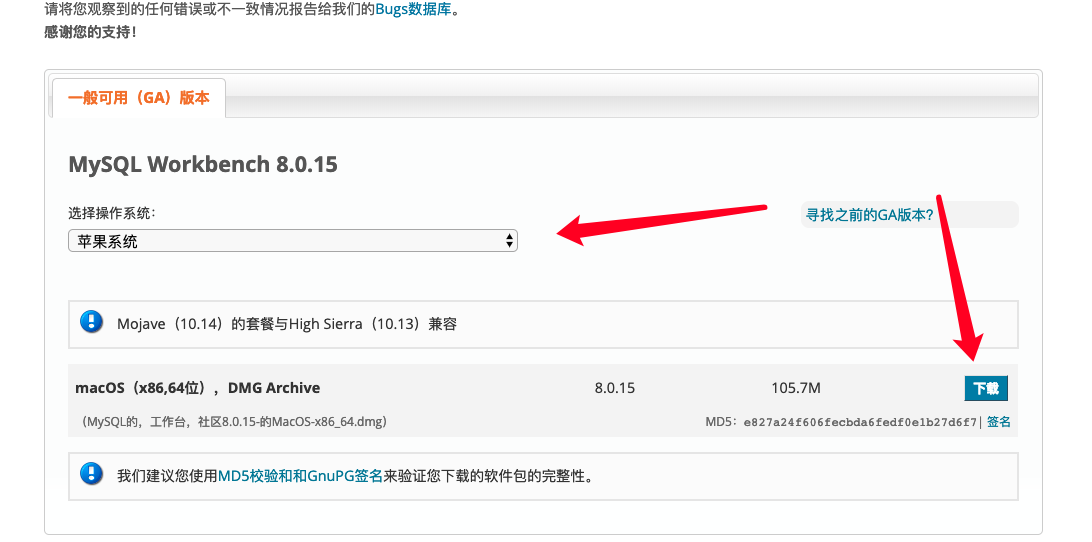 请将您观察到的任何错误或不一致情况报告给我们的Bugs数据库。
感谢您的支持！
一般可用（GA）版本
MySQL Workbench 8.0.15
选择操作系统：
寻找之前的GA版本?
苹果系统
Mojave（10.14）的套餐与High Sierra（10.13）兼容
macOS（x86,64位），DMG Archive 8.0.15 105.7M 下载
（MySQL的，工作台，社区8.0.15-的MacOS-x86_64.dmg） MD5：e827a24f606fecbda6fedf0e1b27d6f7| 签名
我们建议您使用MD5校验和和GnuPG签名来验证您下载的软件包的完整性。